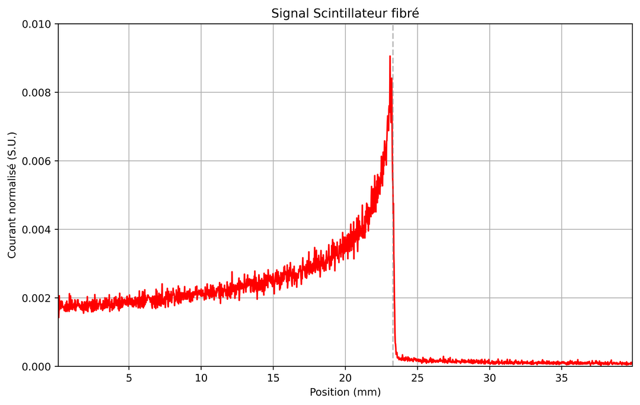 Signal Scintillateur fibré
Courant normalisé (S.U.)
0.010
0.008
0.006
0.004
0.002
0.000
5 10 15 20 25 30 35
Position (mm)